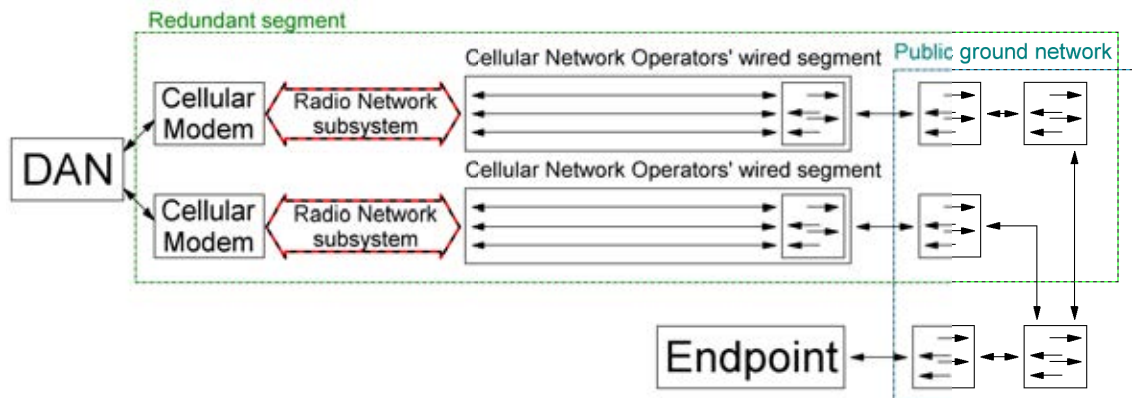 Redundant segment
Cellular Network Operators' wired segment
Public ground network
Cellular
Modem
Radio Network
subsystem
DAN
Cellular Network Operators' wired segment
Cellular
Modem
Radio Network
subsystem
Endpoint